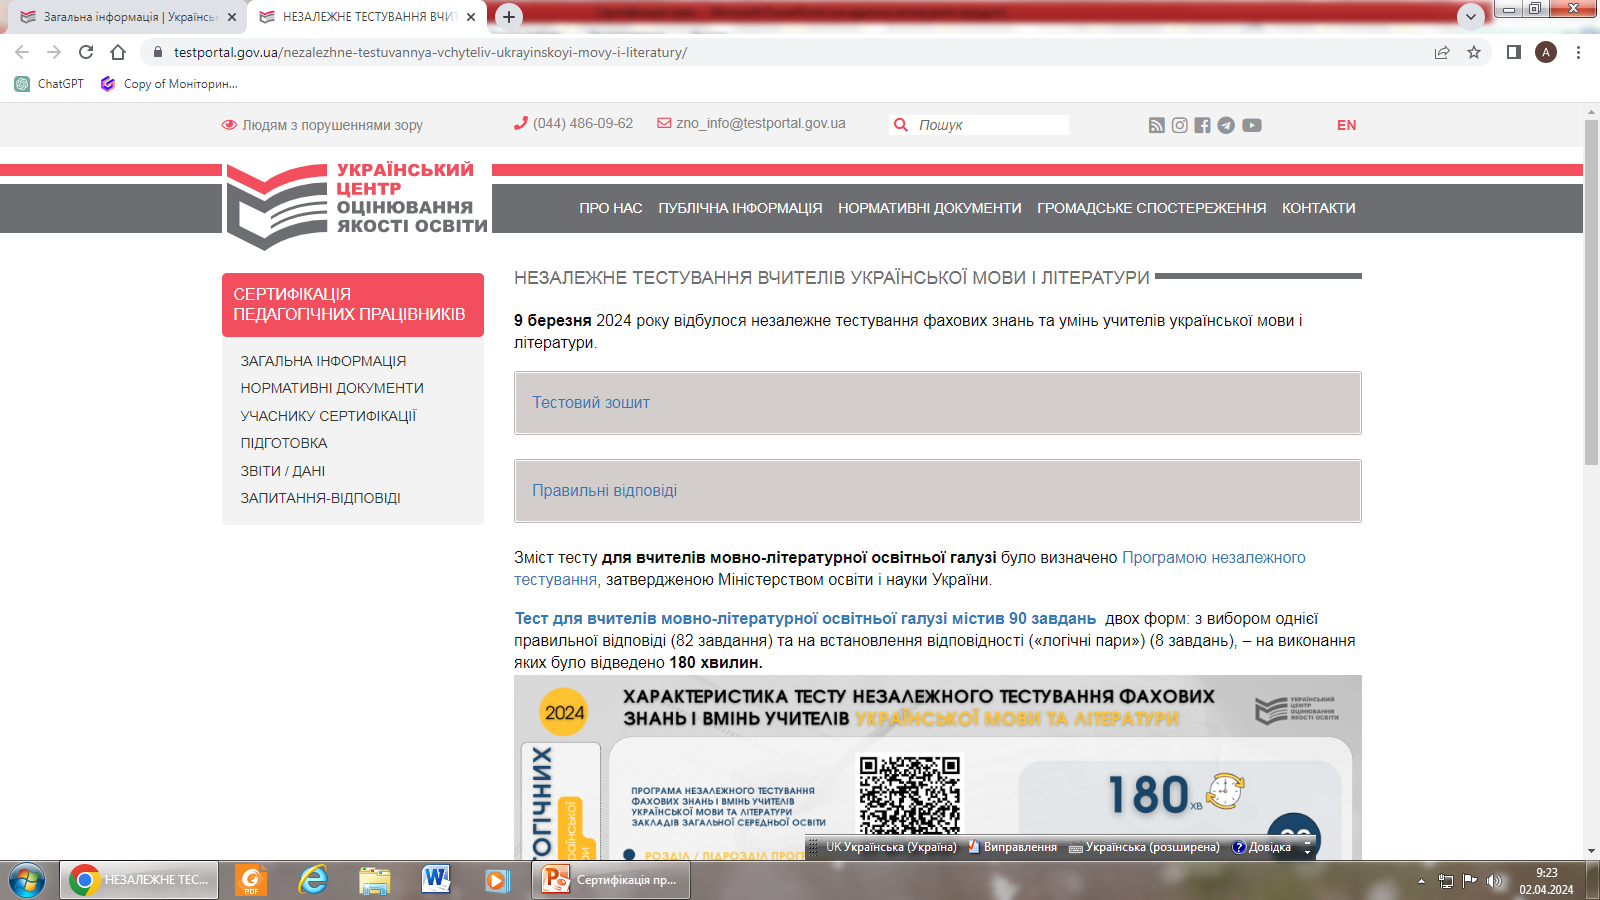 Загальна інформація | Українськ
НЕЗАЛЕЖНЕ ТЕСТУВАННЯ ВЧИТ
testportal.gov.ua/nezalezhne-testuvannya-vchyteliv-ukrayinskoyi-movy-i-literatury/
A
ChatGPT
Copy of Моніторин...
Людям з порушеннями зору
(044) 486-09-62
zno_info@testportal.gov.ua
Пошук
EN
УКРАЇНСЬКИЙ
ЦЕНТР
ОЦІНЮВАННЯ
ЯКОСТІ ОСВІТИ
ПРО НАС ПУБЛІЧНА ІНФОРМАЦІЯ НОРМАТИВНІ ДОКУМЕНТИ ГРОМАДСЬКЕ СПОСТЕРЕЖЕННЯ КОНТАКТИ
СЕРТИФІКАЦІЯ
ПЕДАГОГІЧНИХ ПРАЦІВНИКІВ
ЗАГАЛЬНА ІНФОРМАЦІЯ
НОРМАТИВНІ ДОКУМЕНТИ
УЧАСНИКУ СЕРТИФІКАЦІЇ
ПІДГОТОВКА
ЗВІТИ / ДАНІ
ЗАПИТАННЯ-ВІДПОВІДІ
НЕЗАЛЕЖНЕ ТЕСТУВАННЯ ВЧИТЕЛІВ УКРАЇНСЬКОЇ МОВИ І ЛІТЕРАТУРИ
9 березня 2024 року відбулося незалежне тестування фахових знань та умінь учителів української мови і
літератури.
Тестовий зошит
Правильні відповіді
Зміст тесту для вчителів мовно-літературної освітньої галузі було визначено Програмою незалежного
тестування, затвердженою Міністерством освіти і науки України.
Тест для вчителів мовно-літературної освітньої галузі містив 90 завдань двох форм: з вибором однієї
правильної відповіді (82 завдання) та на встановлення відповідності («логічні пари») (8 завдань), – на виконання
яких було відведено 180 хвилин.
2024
ХАРАКТЕРИСТИКА ТЕСТУ НЕЗАЛЕЖНОГО ТЕСТУВАННЯ ФАХОВИХ
ЗНАНЬ І ВМІНЬ УЧИТЕЛІВ УКРАЇНСЬКОЇ МОВИ ТА ЛІТЕРАТУРИ
УКРАЇНСЬКИЙ
ЦЕНТР
ОЦІНЮВАННЯ
ЯКОСТІ ОСВІТИ
ПРОГРАМА НЕЗАЛЕЖНОГО ТЕСТУВАННЯ
ФАХОВИХ ЗНАНЬ І ВМІНЬ УЧИТЕЛІВ
УКРАЇНСЬКОЇ МОВИ ТА ЛІТЕРАТУРИ
ЗАКЛАДІВ ЗАГАЛЬНОЇ СЕРЕДНЬОЇ ОСВІТИ
180 ХВ
РОЗДІЛ / ПІДРОЗДІЛ
UK Українська (Україна) Виправлення Українська (розширена) Довідка
НЕЗАЛЕЖНЕ ТЕС...
PDF
Сертифікація пр...
9:23
02.04.2024